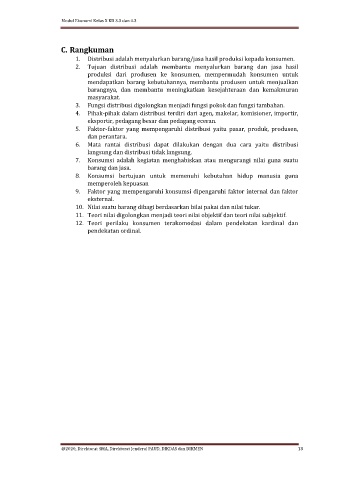 Modul Ekonomi Kelas X KD 3.3 dan 4.3
C. Rangkuman
1. Distribusi adalah menyalurkan barang/jasa hasil produksi kepada konsumen.
2. Tujuan distribusi adalah membantu menyalurkan barang dan jasa hasil
produksi dari produsen ke konsumen, mempermudah konsumen untuk
mendapatkan barang kebutuhannya, membantu produsen untuk menjualkan
barangnya, dan membantu meningkatkan kesejahteraan dan kemakmuran
masyarakat.
3. Fungsi distribusi digolongkan menjadi fungsi pokok dan fungsi tambahan.
4. Pihak-pihak dalam distribusi terdiri dari agen, makelar, komisioner, importir,
eksportir, pedagang besar dan pedagang eceran.
5. Faktor-faktor yang mempengaruhi distribusi yaitu pasar, produk, produsen,
dan perantara.
6. Mata rantai distribusi dapat dilakukan dengan dua cara yaitu distribusi
langsung dan distribusi tidak langsung.
7. Konsumsi adalah kegiatan menghabiskan atau mengurangi nilai guna suatu
barang dan jasa.
8. Konsumsi bertujuan untuk memenuhi kebutuhan hidup manusia guna
memperoleh kepuasan
9. Faktor yang mempengaruhi konsumsi dipengaruhi faktor internal dan faktor
eksternal.
10. Nilai suatu barang dibagi berdasarkan nilai pakai dan nilai tukar.
11. Teori nilai digolongkan menjadi teori nilai objektif dan teori nilai subjektif.
12. Teori perilaku konsumen terakomodasi dalam pendekatan kardinal dan
pendekatan ordinal.
@2020, Direktorat SMA, Direktorat Jenderal PAUD, DIKDAS dan DIKMEN 18